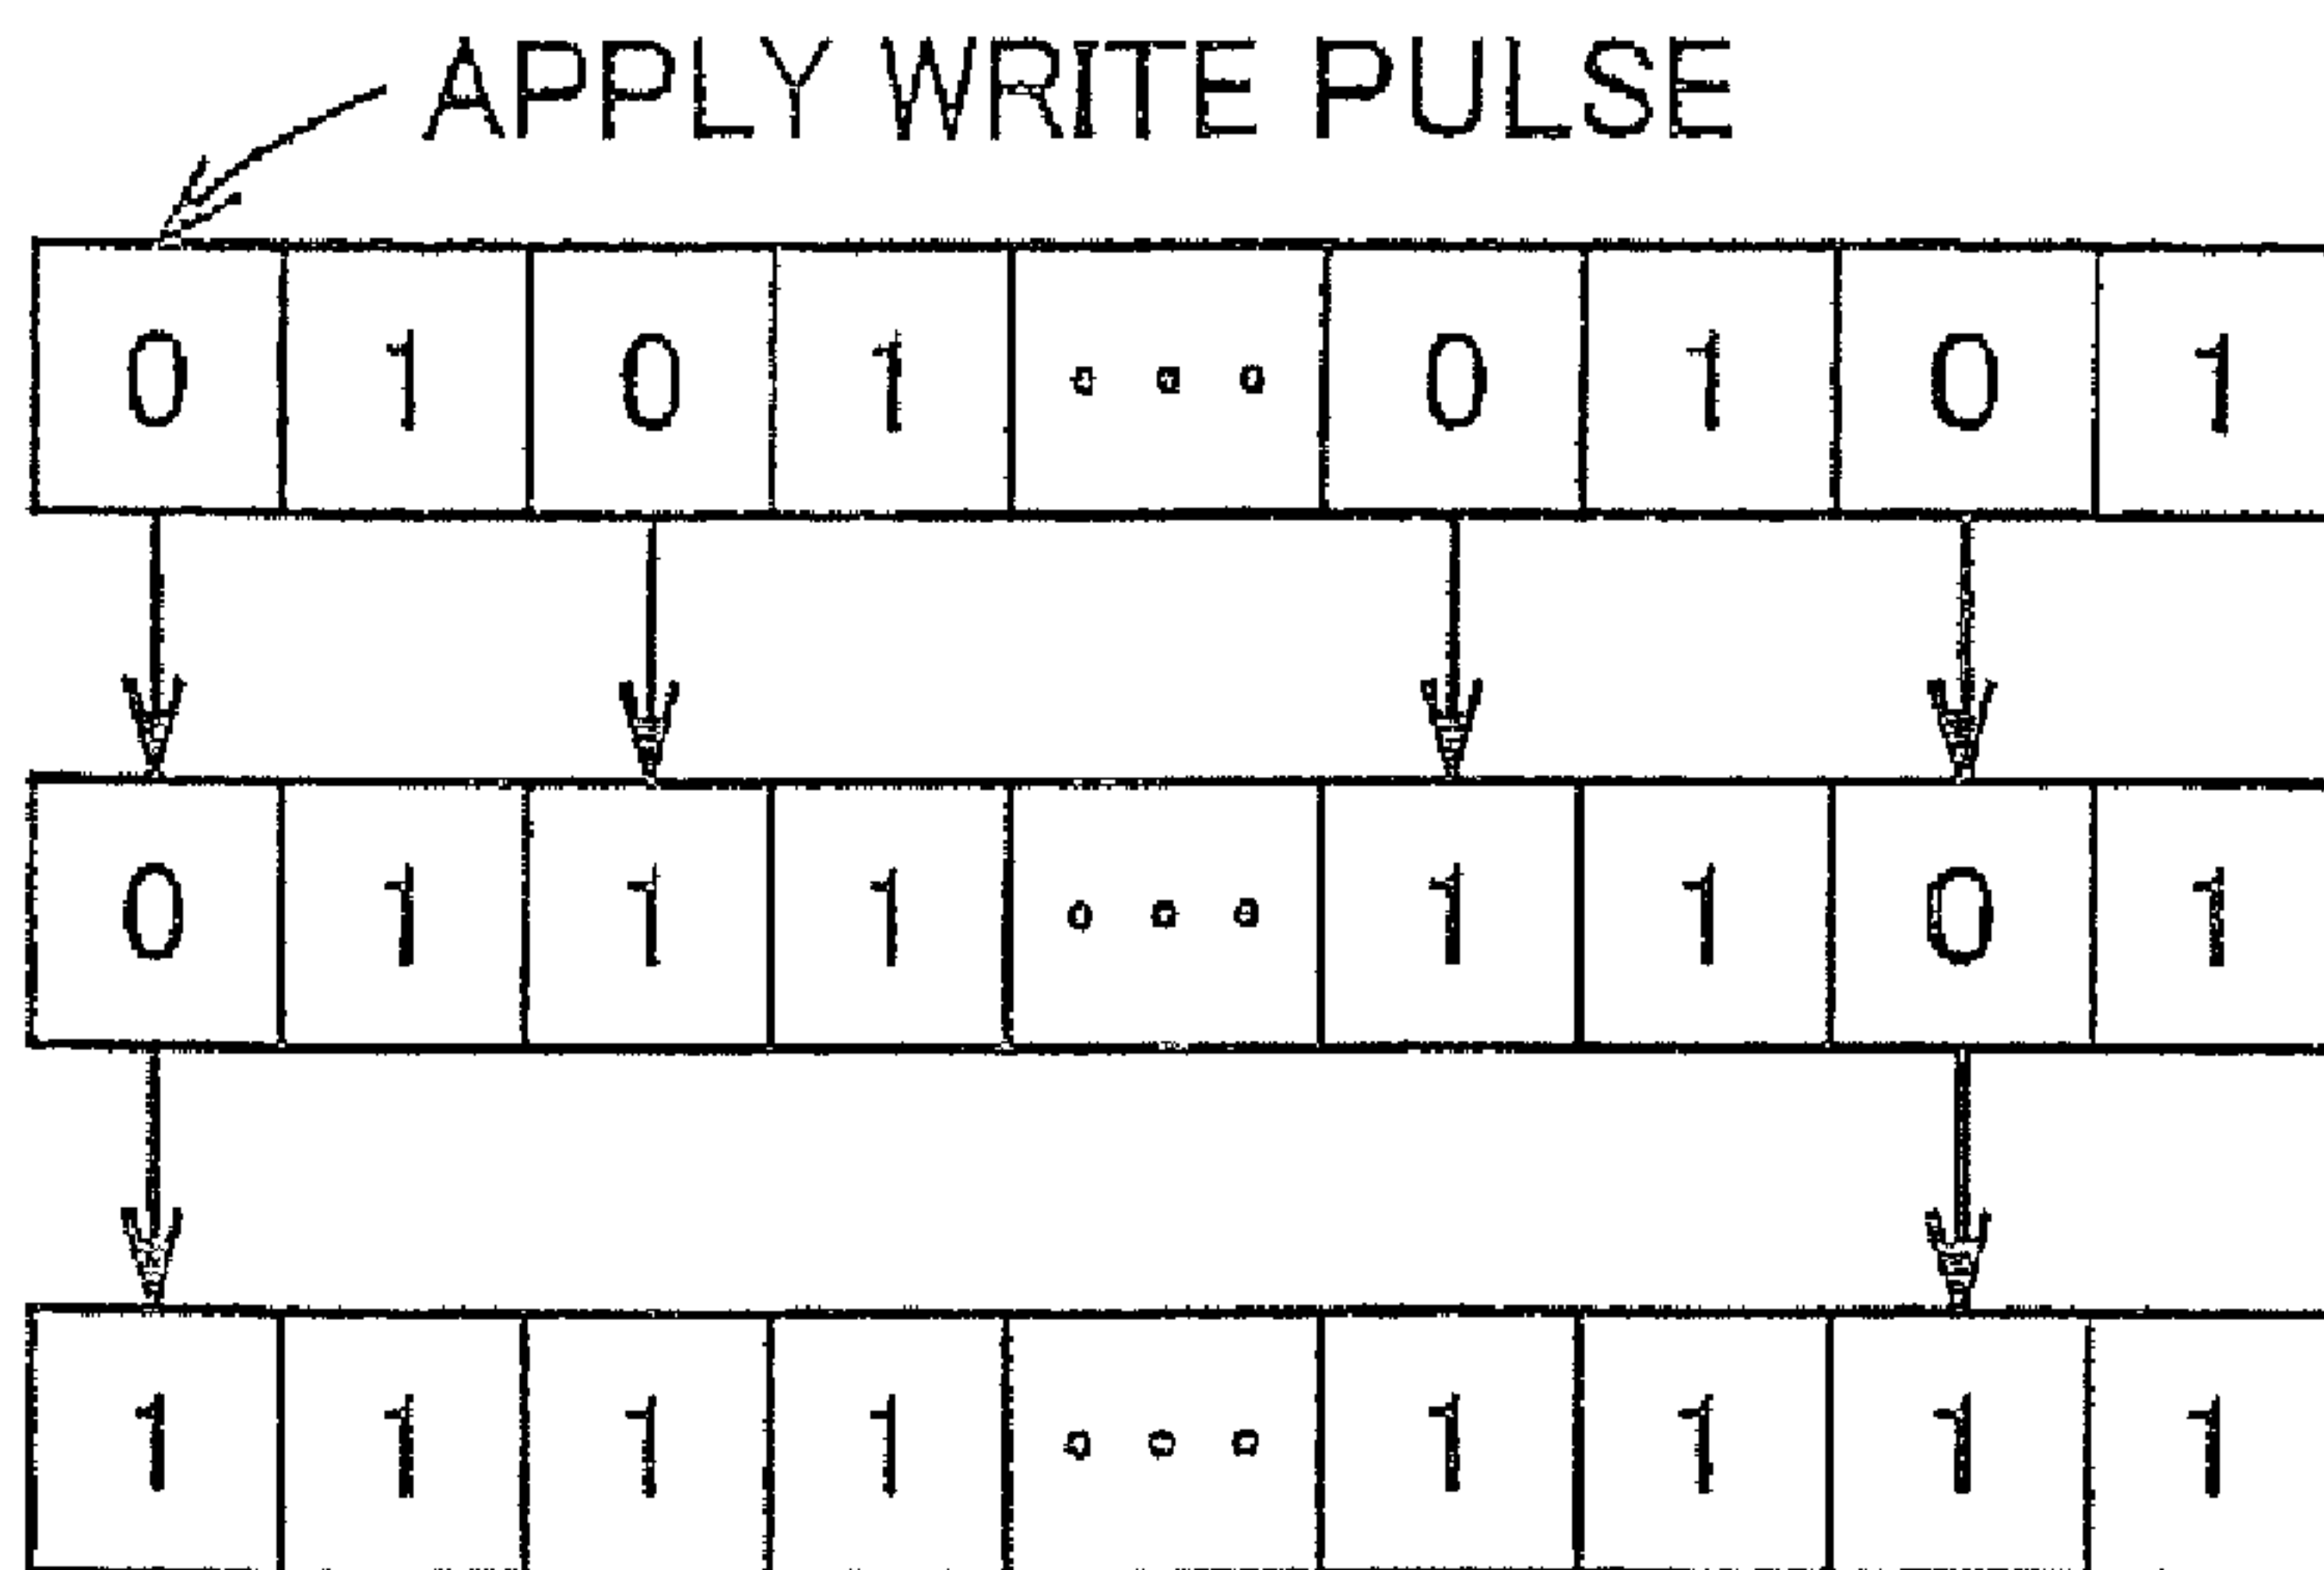 APPLY WRITE PULSE
0 1 0 1 ∘ ∘ ∘ 0 1 0 1
0 1 1 1 ∘ ∘ ∘ 1 1 0 1
1 1 1 1 ∘ ∘ ∘ 1 1 1 1